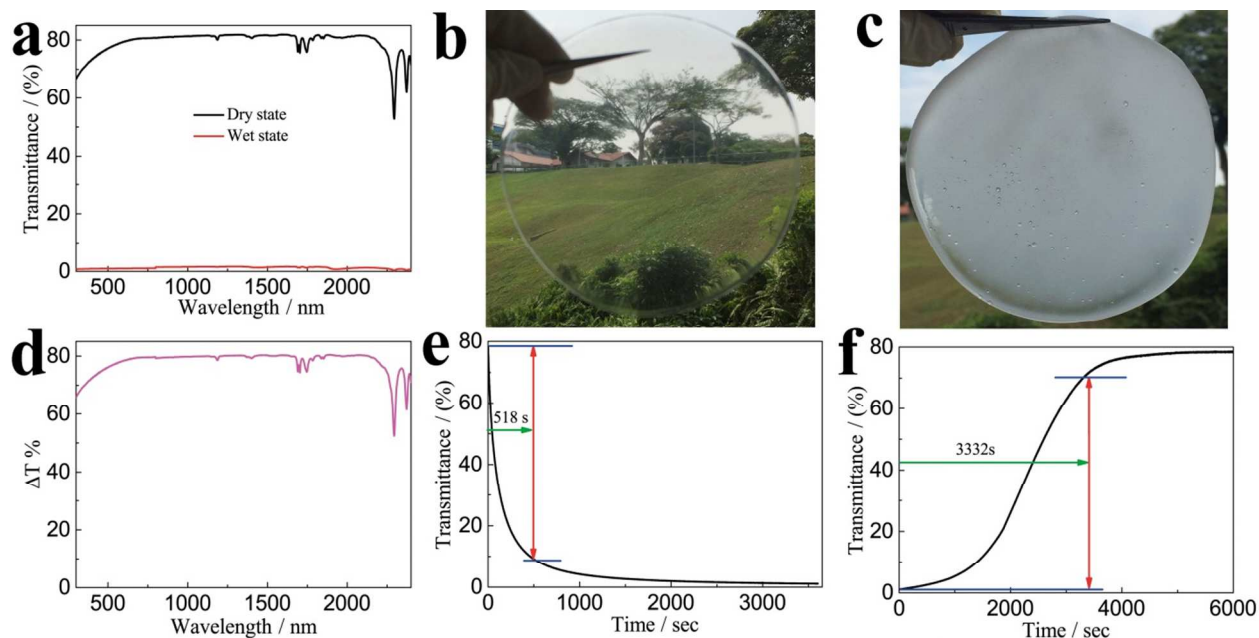 a
80
60
40
20
0
Transmittance / (%)
Dry state
Wet state
500
1000
1500
2000
Wavelength / nm
b
c
d
80
60
40
20
0
ΔT %
500
1000
1500
2000
Wavelength / nm
e
80
60
40
20
0
Transmittance / (%)
518 s
0
1000
2000
3000
Time / sec
f
80
60
40
20
0
Transmittance / (%)
3332s
0
2000
4000
6000
Time / sec